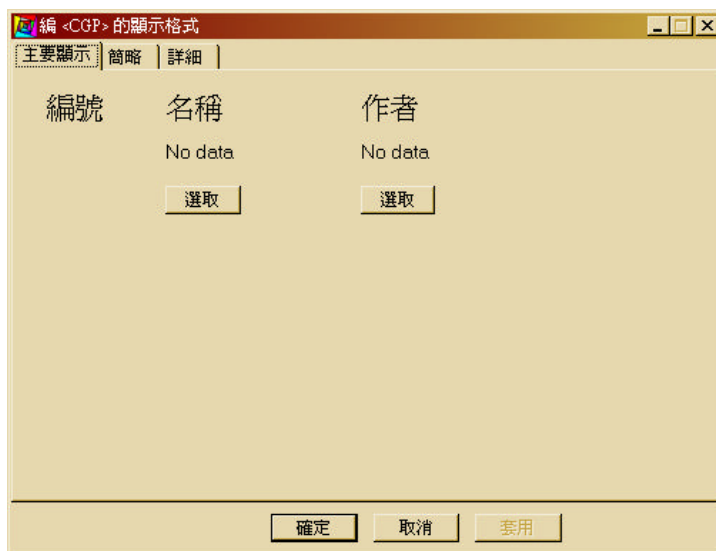 編 <CGP> 的顯示格式
主要顯示 簡略 詳細
編號 名稱 作者
No data No data
選取 選取
確定 取消 套用